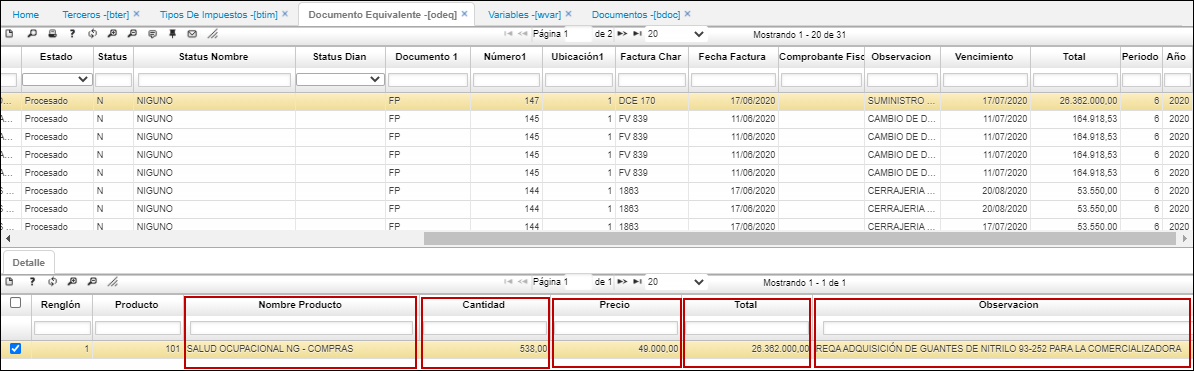 Home Terceros -[bter] × Tipos De Impuestos -[btim] × Documento Equivalente -[odeq] × Variables -[wvar] × Documentos -[bdoc] ×
Página 1 de 2 20 Mostrando 1 - 20 de 31
Estado Status Status Nombre Status Dian Documento 1 Número1 Ubicación1 Factura Char Fecha Factura Comprobante Fisc Observacion Vencimiento Total Periodo Año
Procesado N NIGUNO FP 147 1 DCE 170 17/06/2020 SUMINISTRO ... 17/07/2020 26.362.000,00 6 2020
A... Procesado N NIGUNO FP 145 1 FV 839 11/06/2020 CAMBIO DE D... 11/07/2020 164.918,53 6 2020
A... Procesado N NIGUNO FP 145 1 FV 839 11/06/2020 CAMBIO DE D... 11/07/2020 164.918,53 6 2020
A... Procesado N NIGUNO FP 145 1 FV 839 11/06/2020 CAMBIO DE D... 11/07/2020 164.918,53 6 2020
A... Procesado N NIGUNO FP 145 1 FV 839 11/06/2020 CAMBIO DE D... 11/07/2020 164.918,53 6 2020
S ... Procesado N NIGUNO FP 144 1 1863 17/06/2020 CERRAJERIA ... 20/08/2020 53.550,00 6 2020
S ... Procesado N NIGUNO FP 144 1 1863 17/06/2020 CERRAJERIA ... 20/08/2020 53.550,00 6 2020
S ... Procesado N NIGUNO FP 144 1 1863 17/06/2020 CERRAJERIA ... 17/07/2020 53.550,00 6 2020
Detalle
Página 1 de 1 20 Mostrando 1 - 1 de 1
Renglón Producto Nombre Producto Cantidad Precio Total Observacion
1 101 SALUD OCUPACIONAL NG - COMPRAS 538,00 49.000,00 26.362.000,00 REQA ADQUISICIÓN DE GUANTES DE NITRILO 93-252 PARA LA COMERCIALIZADORA